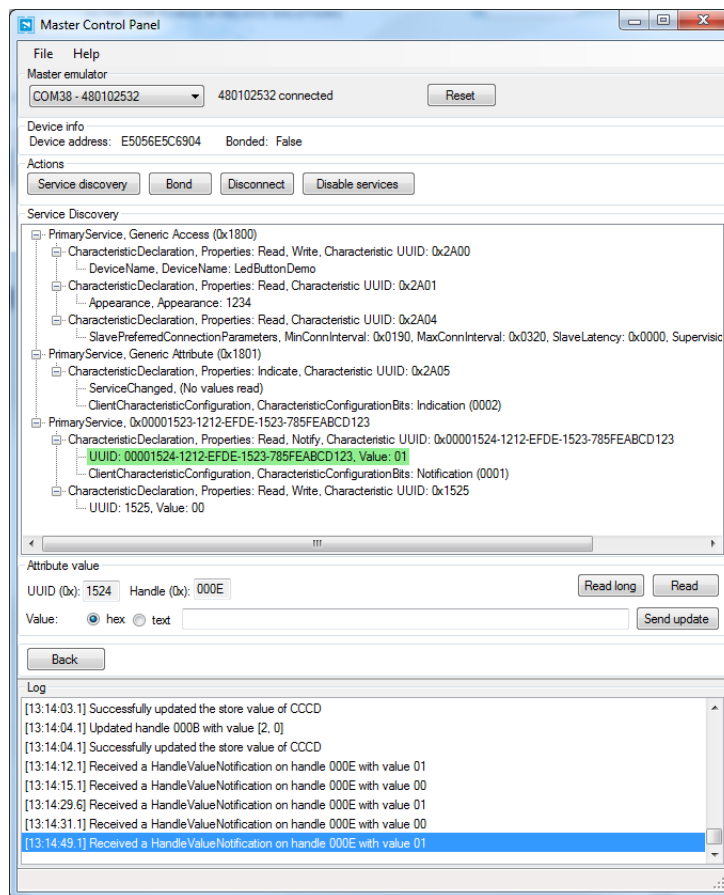 Master Control Panel
File Help
Master emulator
COM38 - 480102532 480102532 connected Reset
Device info
Device address: E5056E5C6904 Bonded: False
Actions
Service discovery Bond Disconnect Disable services
Service Discovery
PrimaryService, Generic Access (0x1800)
CharacteristicDeclaration, Properties: Read, Write, Characteristic UUID: 0x2A00
DeviceName, DeviceName: LedButtonDemo
CharacteristicDeclaration, Properties: Read, Characteristic UUID: 0x2A01
Appearance, Appearance: 1234
CharacteristicDeclaration, Properties: Read, Characteristic UUID: 0x2A04
SlavePreferredConnectionParameters, MinConnInterval: 0x0190, MaxConnInterval: 0x0320, SlaveLatency: 0x0000, Supervisic
PrimaryService, Generic Attribute (0x1801)
CharacteristicDeclaration, Properties: Indicate, Characteristic UUID: 0x2A05
ServiceChanged, (No values read)
ClientCharacteristicConfiguration, CharacteristicConfigurationBits: Indication (0002)
PrimaryService, 0x00001523-1212-EFDE-1523-785FEABCD123
CharacteristicDeclaration, Properties: Read, Notify, Characteristic UUID: 0x00001524-1212-EFDE-1523-785FEABCD123
UUID: 00001524-1212-EFDE-1523-785FEABCD123, Value: 01
ClientCharacteristicConfiguration, CharacteristicConfigurationBits: Notification (0001)
CharacteristicDeclaration, Properties: Read, Write, Characteristic UUID: 0x1525
UUID: 1525, Value: 00
Attribute value
UUID (0x): 1524 Handle (0x): 000E Read long Read
Value: hex text Send update
Back
Log
[13:14:03.1] Successfully updated the store value of CCCD
[13:14:04.1] Updated handle 000B with value [2, 0]
[13:14:04.1] Successfully updated the store value of CCCD
[13:14:12.1] Received a HandleValueNotification on handle 000E with value 01
[13:14:15.1] Received a HandleValueNotification on handle 000E with value 00
[13:14:29.6] Received a HandleValueNotification on handle 000E with value 01
[13:14:31.1] Received a HandleValueNotification on handle 000E with value 00
[13:14:49.1] Received a HandleValueNotification on handle 000E with value 01